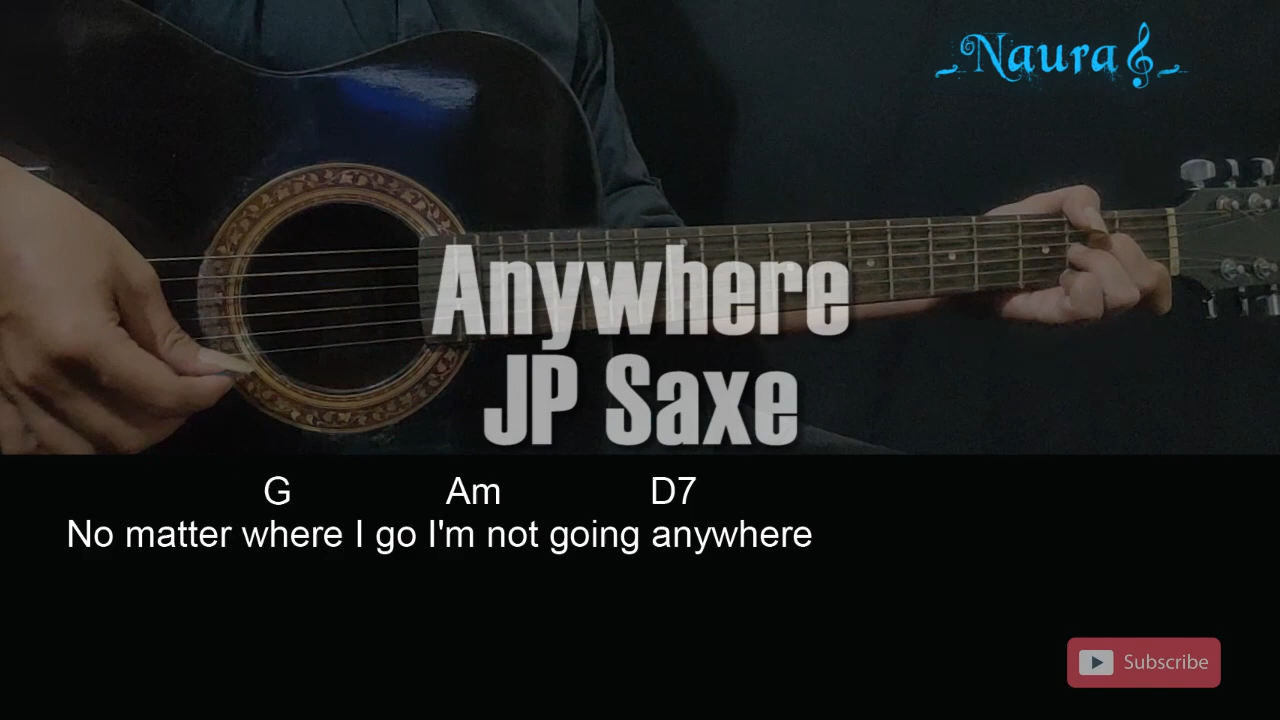 Naura
Anywhere
JP Saxe
G Am D7
No matter where I go I'm not going anywhere
Subscribe